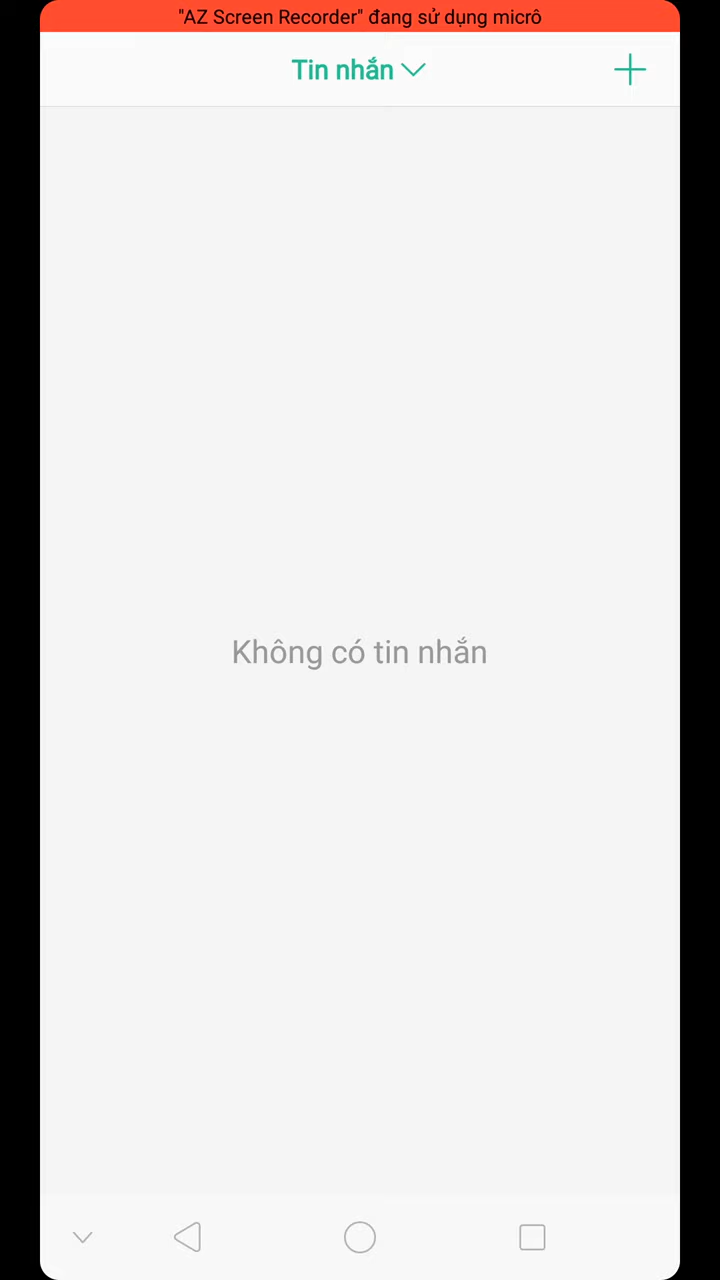 "AZ Screen Recorder" đang sử dụng micrô
Tin nhắn
Không có tin nhắn